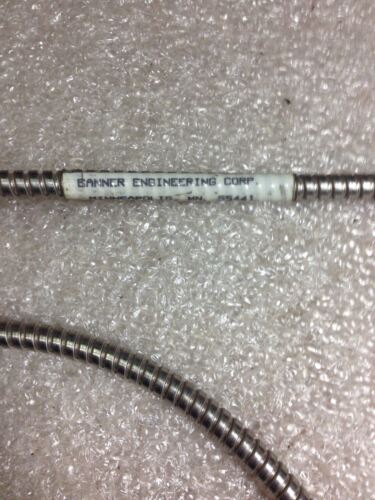 BANNER ENGINEERING CORP.
MINNEAPOLIS, MN. 55441